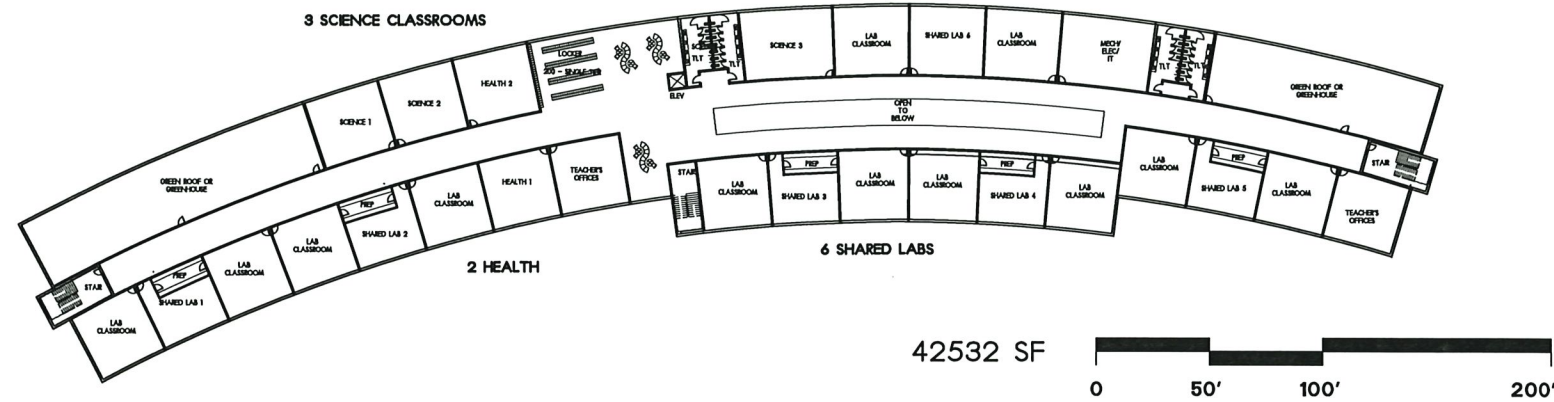 3 SCIENCE CLASSROOMS
LOCKER
200 - SINGLE TIER
TLT
TLT
ELEV
SCIENCE 3
LAB
CLASSROOM
SHARED LAB 6
LAB
CLASSROOM
MECH/
ELEC/
IT
TLT
TLT
GREEN ROOF OR
GREENHOUSE
HEALTH 2
SCIENCE 2
SCIENCE 1
GREEN ROOF OR
GREENHOUSE
OPEN
TO
BELOW
STAIR
LAB
CLASSROOM
PREP
SHARED LAB 1
LAB
CLASSROOM
LAB
CLASSROOM
PREP
SHARED LAB 2
LAB
CLASSROOM
HEALTH 1
TEACHER'S
OFFICES
STAIR
LAB
CLASSROOM
PREP
SHARED LAB 3
LAB
CLASSROOM
LAB
CLASSROOM
PREP
SHARED LAB 4
LAB
CLASSROOM
LAB
CLASSROOM
PREP
SHARED LAB 5
LAB
CLASSROOM
TEACHER'S
OFFICES
STAIR
2 HEALTH
6 SHARED LABS
42532 SF
0
50'
100'
200'